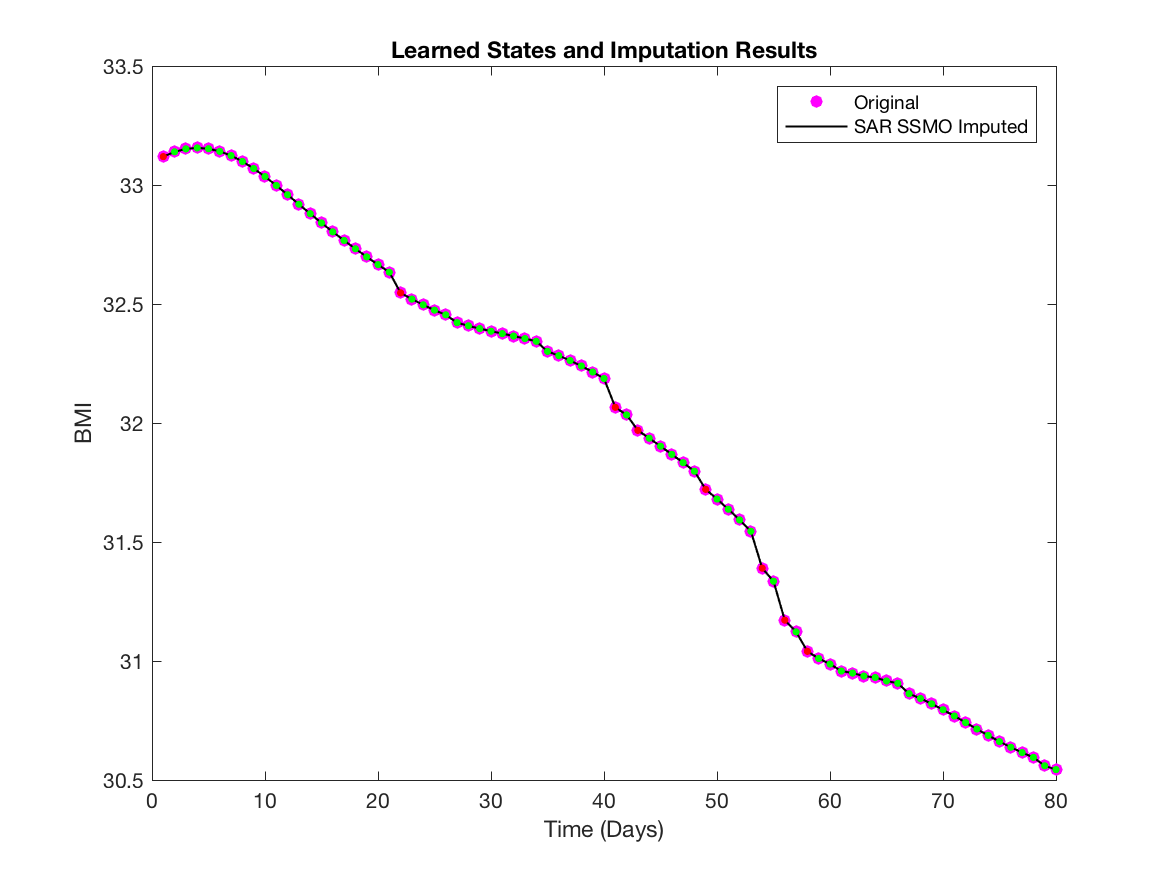 Learned States and Imputation Results
33.5
33
32.5
32
31.5
31
30.5
BMI
Original
SAR SSMO Imputed
0 10 20 30 40 50 60 70 80
Time (Days)